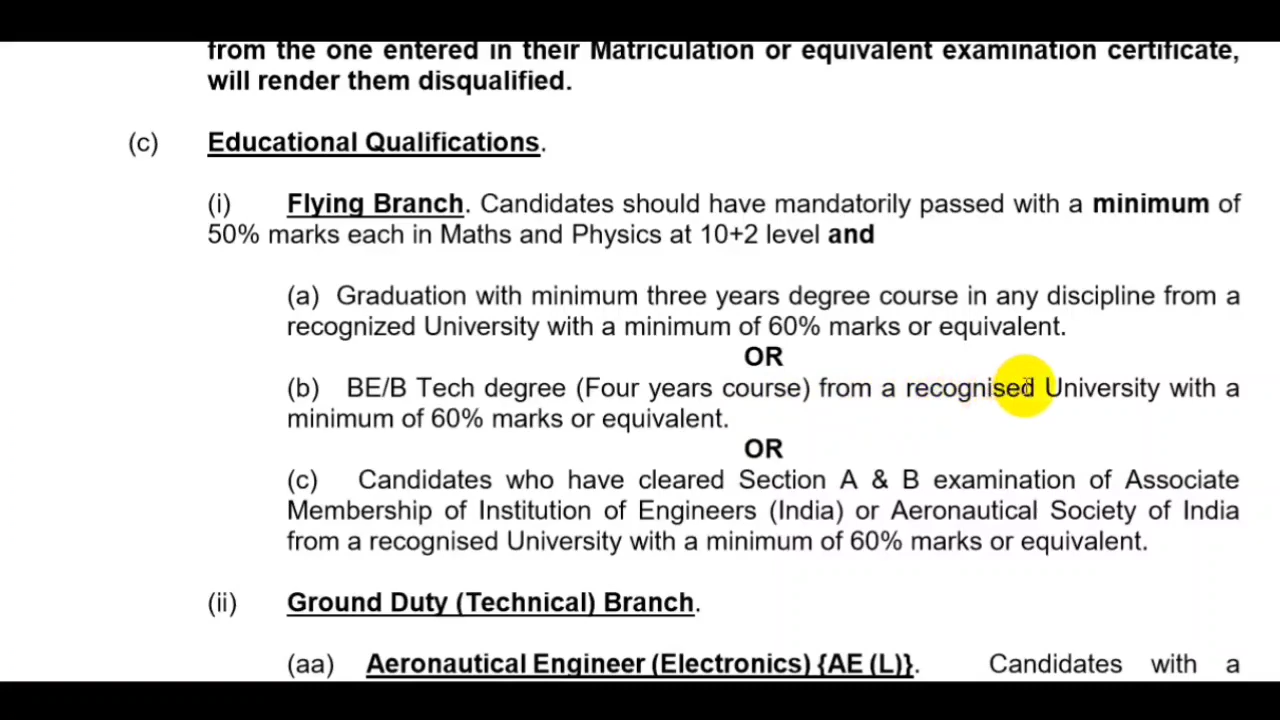 from the one entered in their Matriculation or equivalent examination certificate,
will render them disqualified.
(c) Educational Qualifications.
(i) Flying Branch. Candidates should have mandatorily passed with a minimum of
50% marks each in Maths and Physics at 10+2 level and
(a) Graduation with minimum three years degree course in any discipline from a
recognized University with a minimum of 60% marks or equivalent.
OR
(b) BE/B Tech degree (Four years course) from a recognised University with a
minimum of 60% marks or equivalent.
OR
(c) Candidates who have cleared Section A & B examination of Associate
Membership of Institution of Engineers (India) or Aeronautical Society of India
from a recognised University with a minimum of 60% marks or equivalent.
(ii) Ground Duty (Technical) Branch.
(aa) Aeronautical Engineer (Electronics) {AE (L)}. Candidates with a